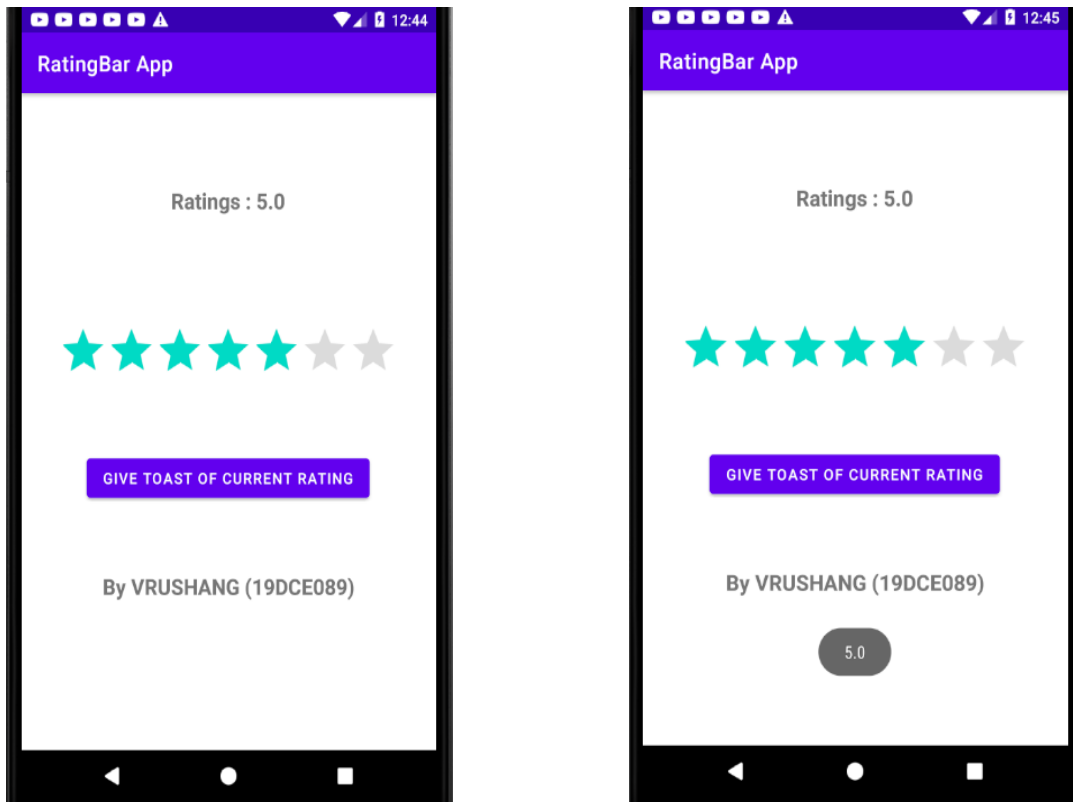 12:44
RatingBar App
Ratings : 5.0
GIVE TOAST OF CURRENT RATING
By VRUSHANG (19DCE089)
12:45
RatingBar App
Ratings : 5.0
GIVE TOAST OF CURRENT RATING
By VRUSHANG (19DCE089)
5.0